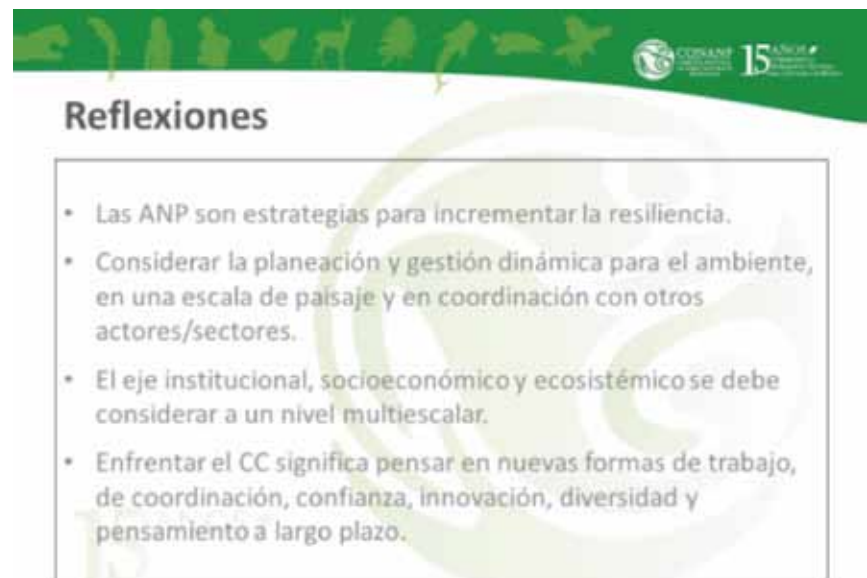 CONANP
15 AÑOS
Reflexiones
• Las ANP son estrategias para incrementar la resiliencia.
• Considerar la planeación y gestión dinámica para el ambiente,
en una escala de paisaje y en coordinación con otros
actores/sectores.
• El eje institucional, socioeconómico y ecosistémico se debe
considerar a un nivel multiescalar.
• Enfrentar el CC significa pensar en nuevas formas de trabajo,
de coordinación, confianza, innovación, diversidad y
pensamiento a largo plazo.